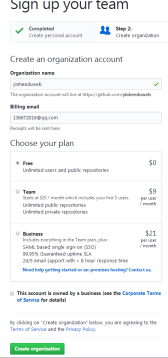 Sign up your team
Completed
Create personal account
Step 2:
Create organization
Create an organization account
Organization name
yinheeduweb
The organization account will live at https://github.com/yinheeduweb
Billing email
136672016@qq.com
Receipts will be sent here
Choose your plan
Free
$0
Unlimited users and public repositories
Team
$9
Starts at $25 / month which includes your first 5 users.
per user
/ month
Unlimited public repositories
Unlimited private repositories
Business
$21
Includes everything in the Team plan, plus:
per user
/ month
SAML based single sign-on (SSO)
99.95% Guaranteed uptime SLA
24/5 email support with < 8 hour response time
Need help getting started or on-premises hosting? Contact us.
This account is owned by a business (see the Corporate Terms
of Service for details)
By clicking on "Create organization" below, you are agreeing to the
Terms of Service and the Privacy Policy.
Create organization